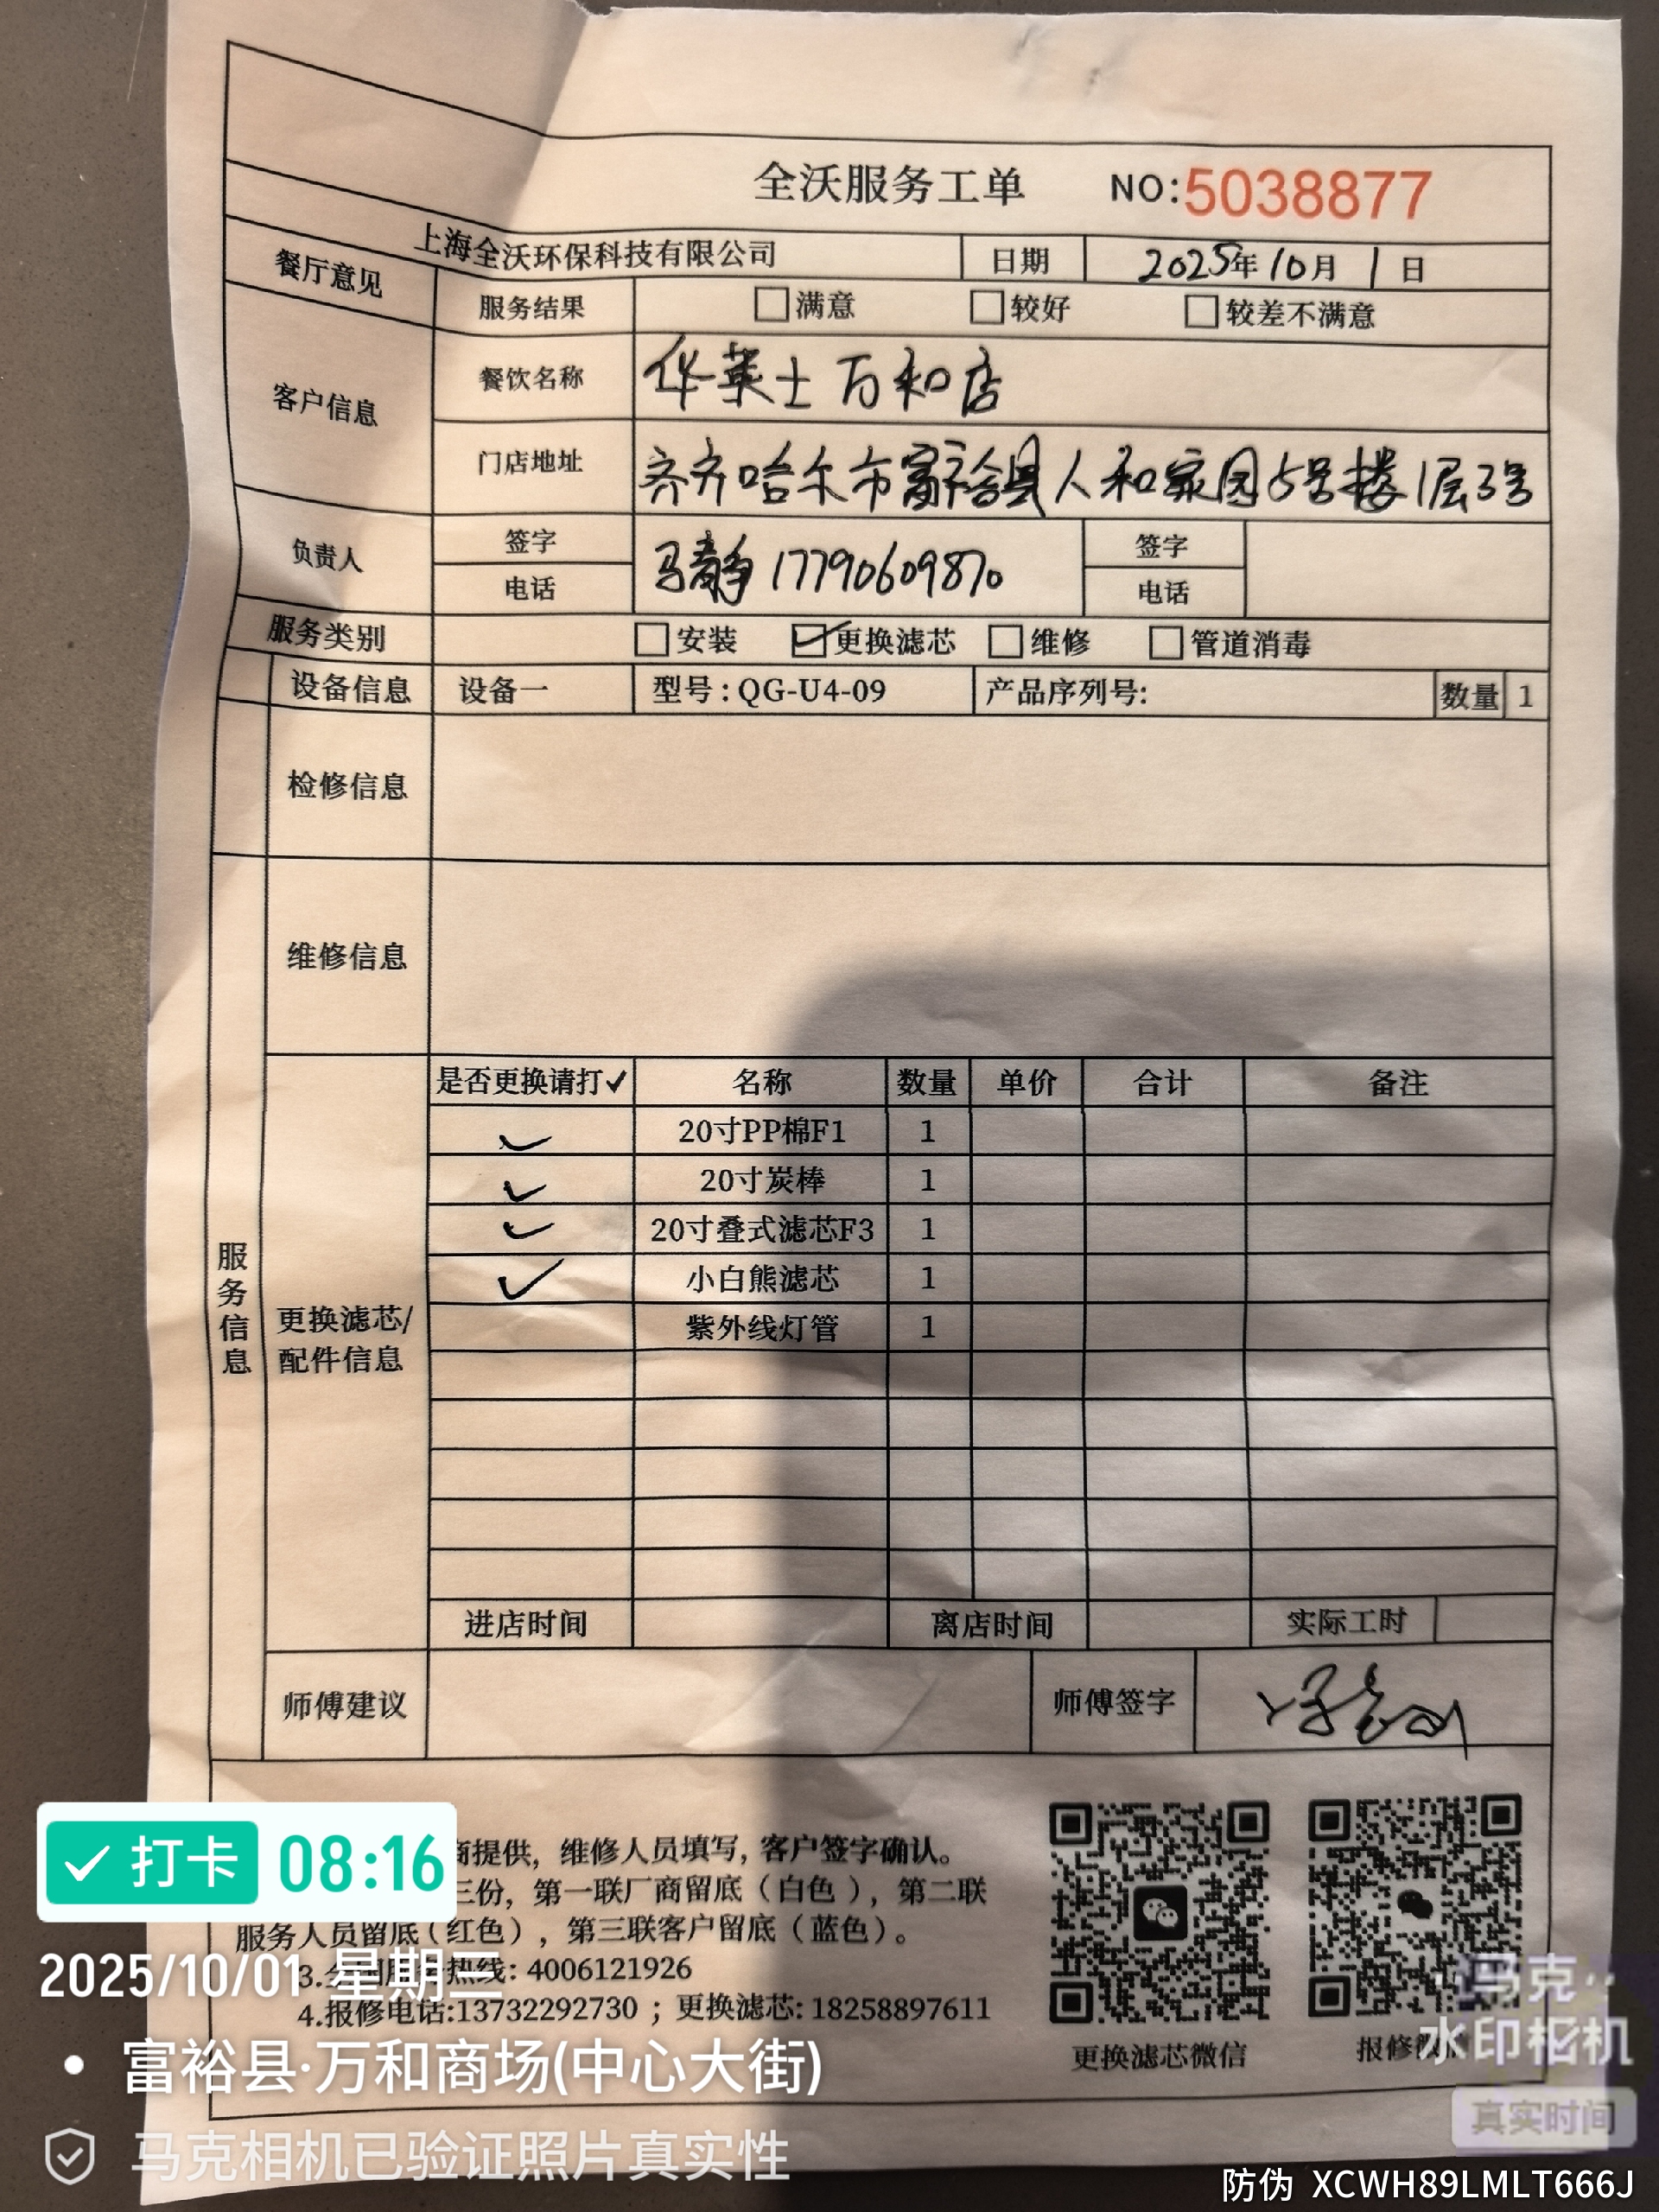 全沃服务工单 NO:5038877
上海全沃环保科技有限公司 日期 2025年10月1日
餐厅意见 服务结果 满意 较好 较差不满意
客户信息 餐饮名称 华莱士万和店
门店地址 齐齐哈尔市富裕县人和家园5号楼1层3号
负责人 签字 马静 17790609870 签字
电话 电话
服务类别 安装 ✓更换滤芯 维修 管道消毒
设备信息 设备一 型号:QG-U4-09 产品序列号: 数量 1
检修信息
维修信息
服务信息
更换滤芯/
配件信息
是否更换请打✓ 名称 数量 单价 合计 备注
✓ 20寸PP棉F1 1
✓ 20寸炭棒 1
✓ 20寸叠式滤芯F3 1
✓ 小白熊滤芯 1
紫外线灯管 1
进店时间 离店时间 实际工时
师傅建议 师傅签字
商提供，维修人员填写，客户签字确认。
三份，第一联厂商留底（白色），第二联
服务人员留底（红色），第三联客户留底（蓝色）。
热线: 4006121926
4.报修电话:13732292730 ；更换滤芯: 18258897611
更换滤芯微信 报修微信
打卡 08:16
2025/10/01 星期三
富裕县·万和商场(中心大街)
马克相机已验证照片真实性
马克
水印相机
真实时间
防伪 XCWH89LMLT666J